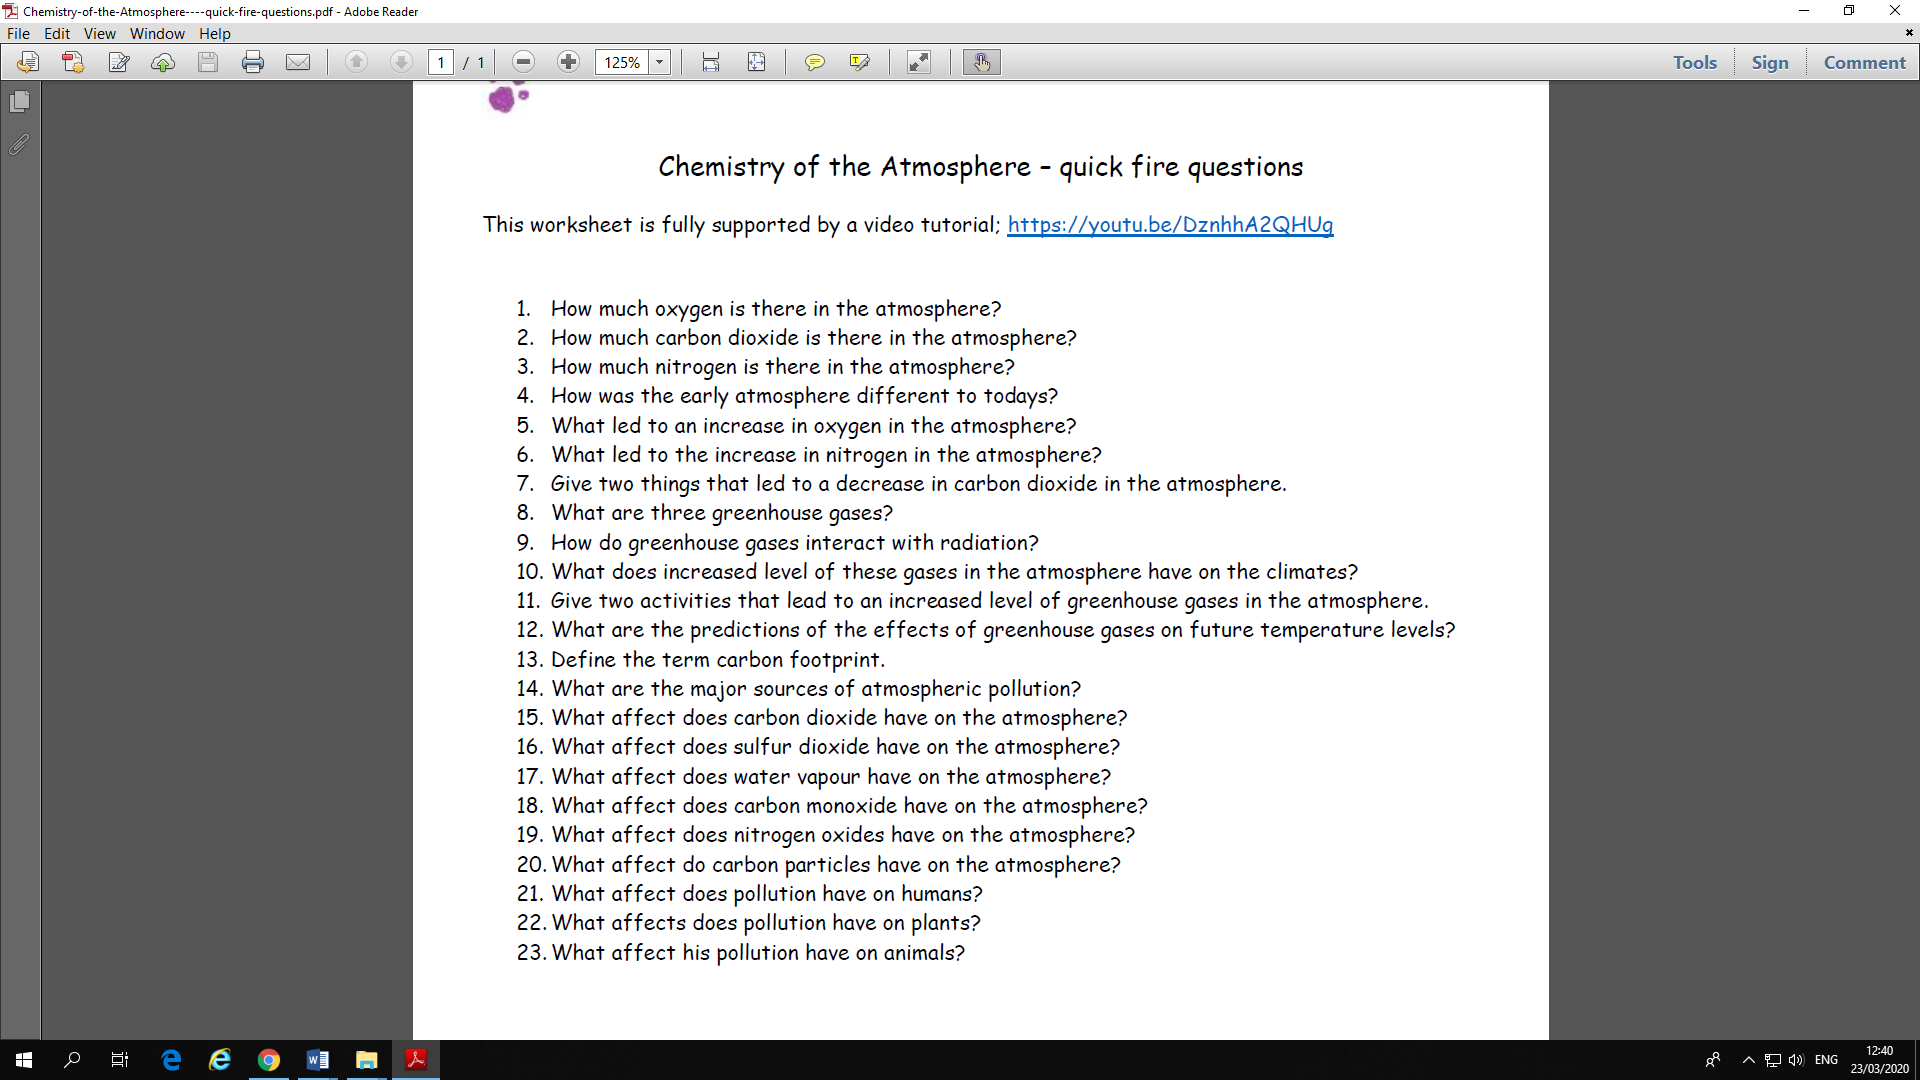 Chemistry-of-the-Atmosphere----quick-fire-questions.pdf - Adobe Reader
File Edit View Window Help
1 / 1 125% Tools Sign Comment
Chemistry of the Atmosphere – quick fire questions
This worksheet is fully supported by a video tutorial; https://youtu.be/DznhhA2QHUg
1. How much oxygen is there in the atmosphere?
2. How much carbon dioxide is there in the atmosphere?
3. How much nitrogen is there in the atmosphere?
4. How was the early atmosphere different to todays?
5. What led to an increase in oxygen in the atmosphere?
6. What led to the increase in nitrogen in the atmosphere?
7. Give two things that led to a decrease in carbon dioxide in the atmosphere.
8. What are three greenhouse gases?
9. How do greenhouse gases interact with radiation?
10. What does increased level of these gases in the atmosphere have on the climates?
11. Give two activities that lead to an increased level of greenhouse gases in the atmosphere.
12. What are the predictions of the effects of greenhouse gases on future temperature levels?
13. Define the term carbon footprint.
14. What are the major sources of atmospheric pollution?
15. What affect does carbon dioxide have on the atmosphere?
16. What affect does sulfur dioxide have on the atmosphere?
17. What affect does water vapour have on the atmosphere?
18. What affect does carbon monoxide have on the atmosphere?
19. What affect does nitrogen oxides have on the atmosphere?
20. What affect do carbon particles have on the atmosphere?
21. What affect does pollution have on humans?
22. What affects does pollution have on plants?
23. What affect his pollution have on animals?
ENG
12:40
23/03/2020